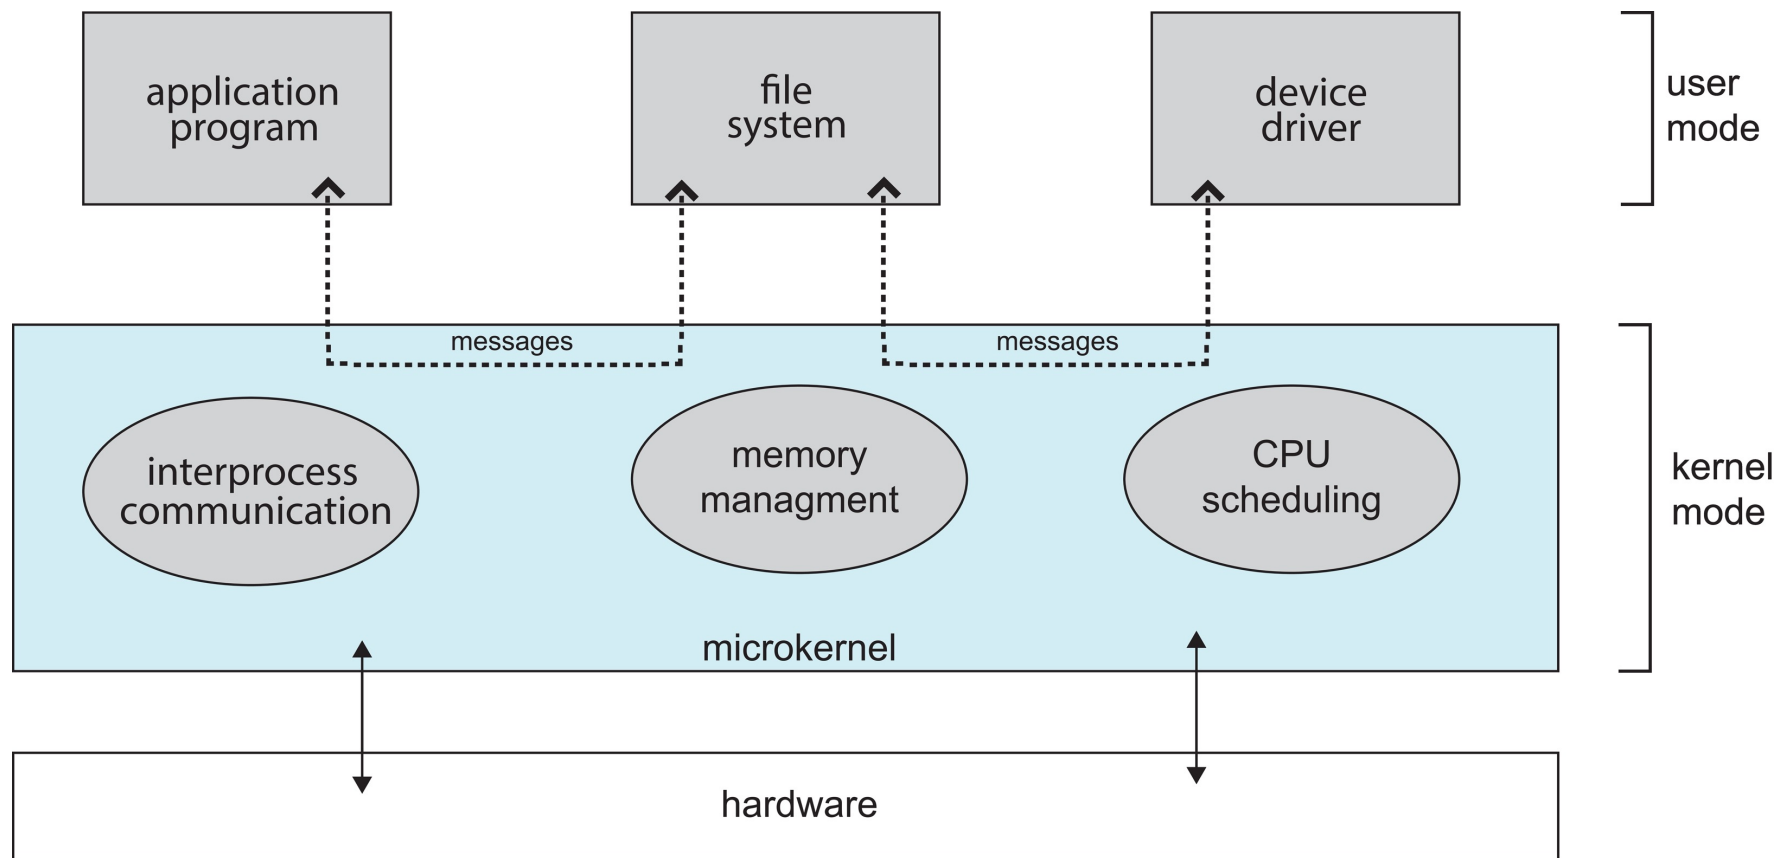 application
program
file
system
device
driver
user
mode
messages
messages
interprocess
communication
memory
managment
CPU
scheduling
kernel
mode
microkernel
hardware